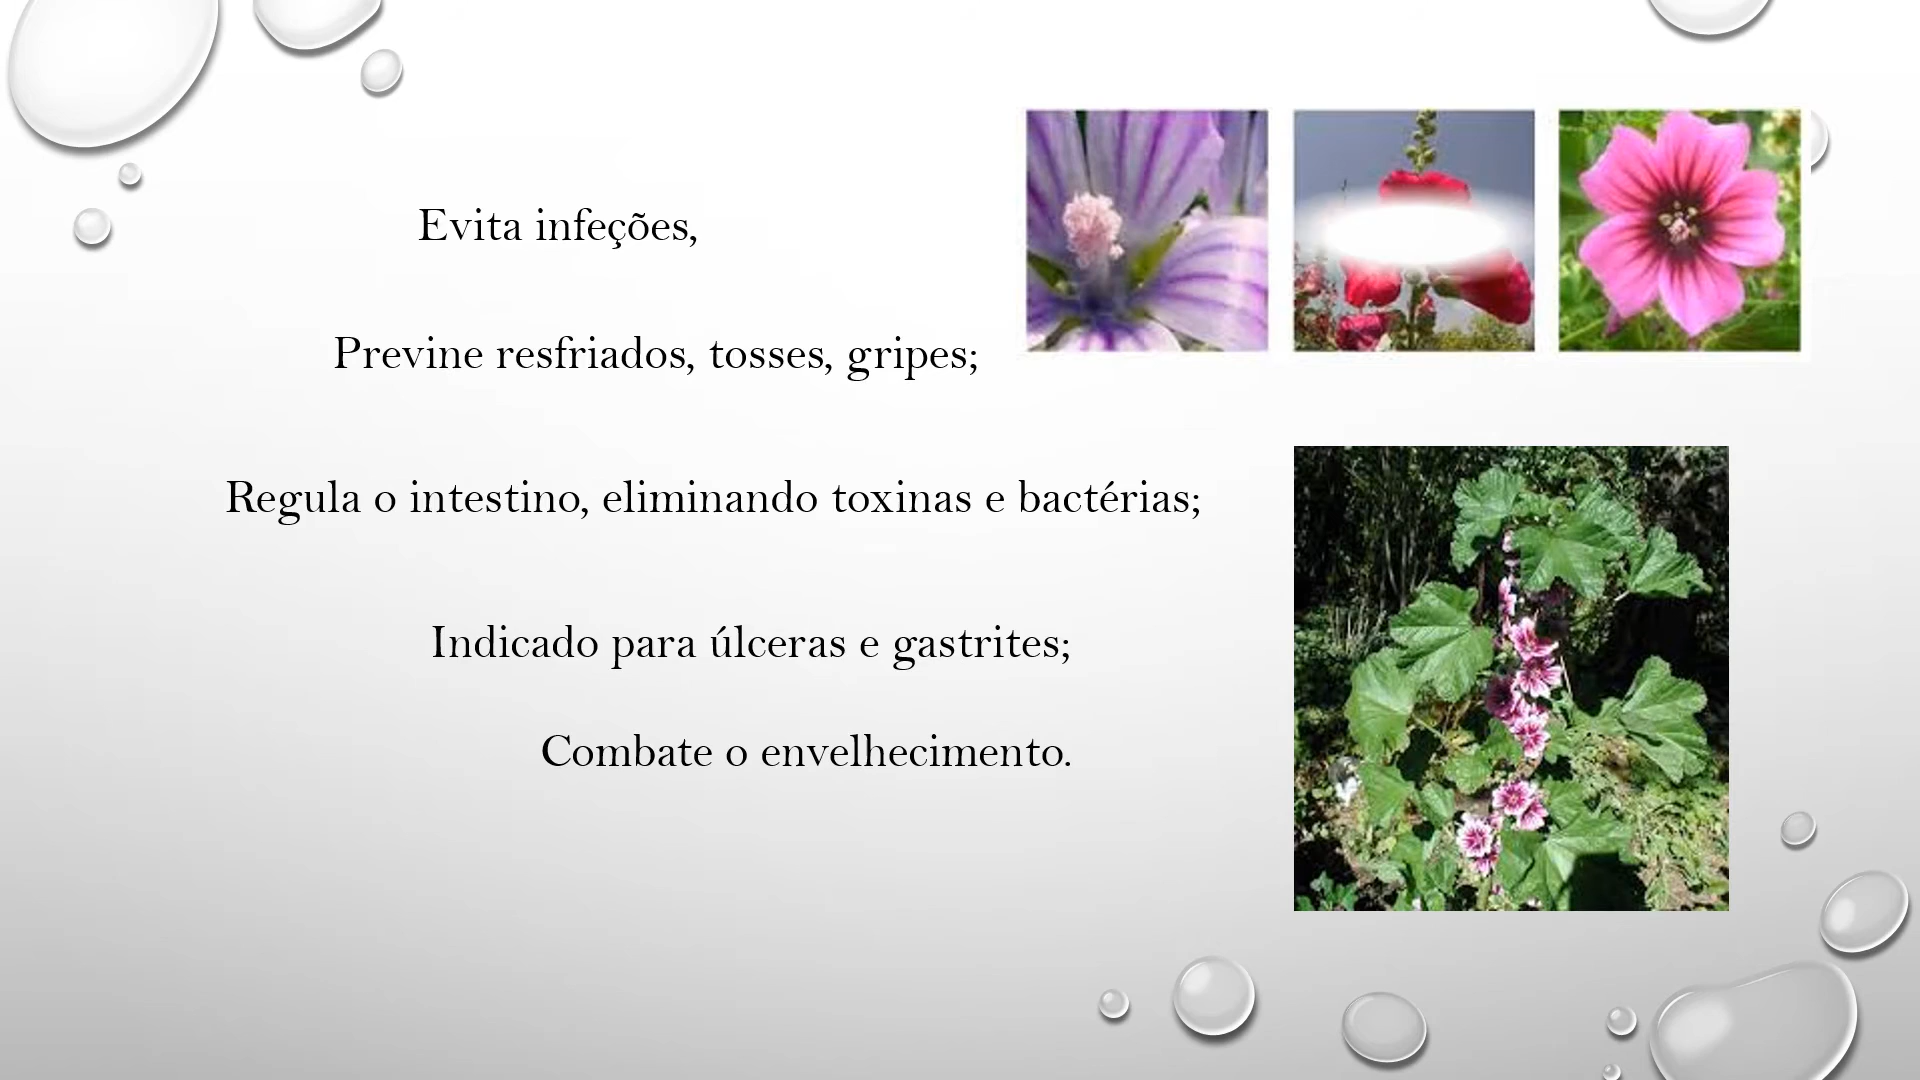 Evita infeções,
Previne resfriados, tosses, gripes;
Regula o intestino, eliminando toxinas e bactérias;
Indicado para úlceras e gastrites;
Combate o envelhecimento.